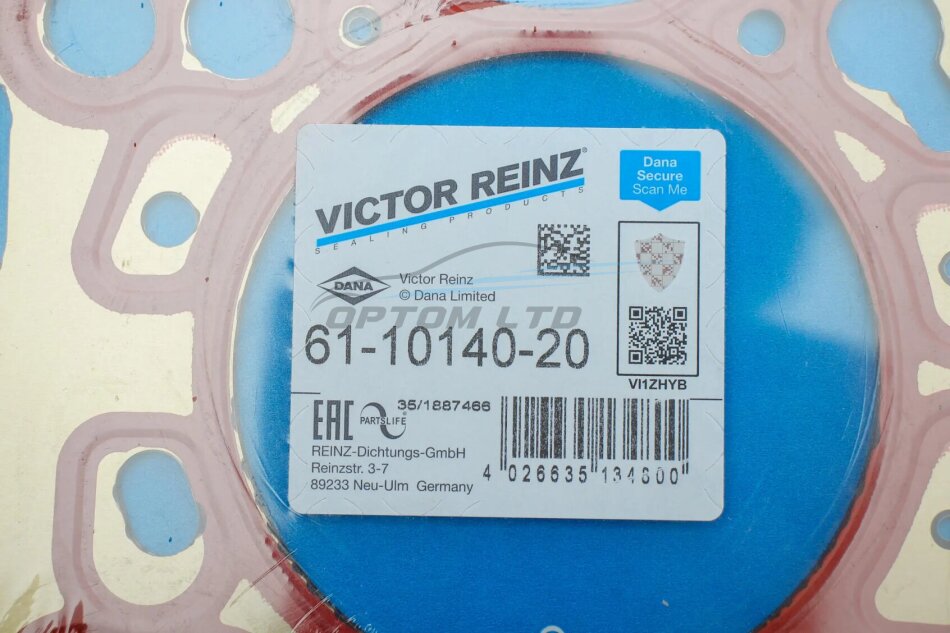 VICTOR REINZ®
SEALING PRODUCTS
Dana
Secure
Scan Me
DANA
Victor Reinz
© Dana Limited
OPTOM LTD
61-10140-20
VI1ZHYB
EAC
PARTSLIFE
35/1887466
REINZ-Dichtungs-GmbH
Reinzstr. 3-7
89233 Neu-Ulm Germany
4 026635 134800